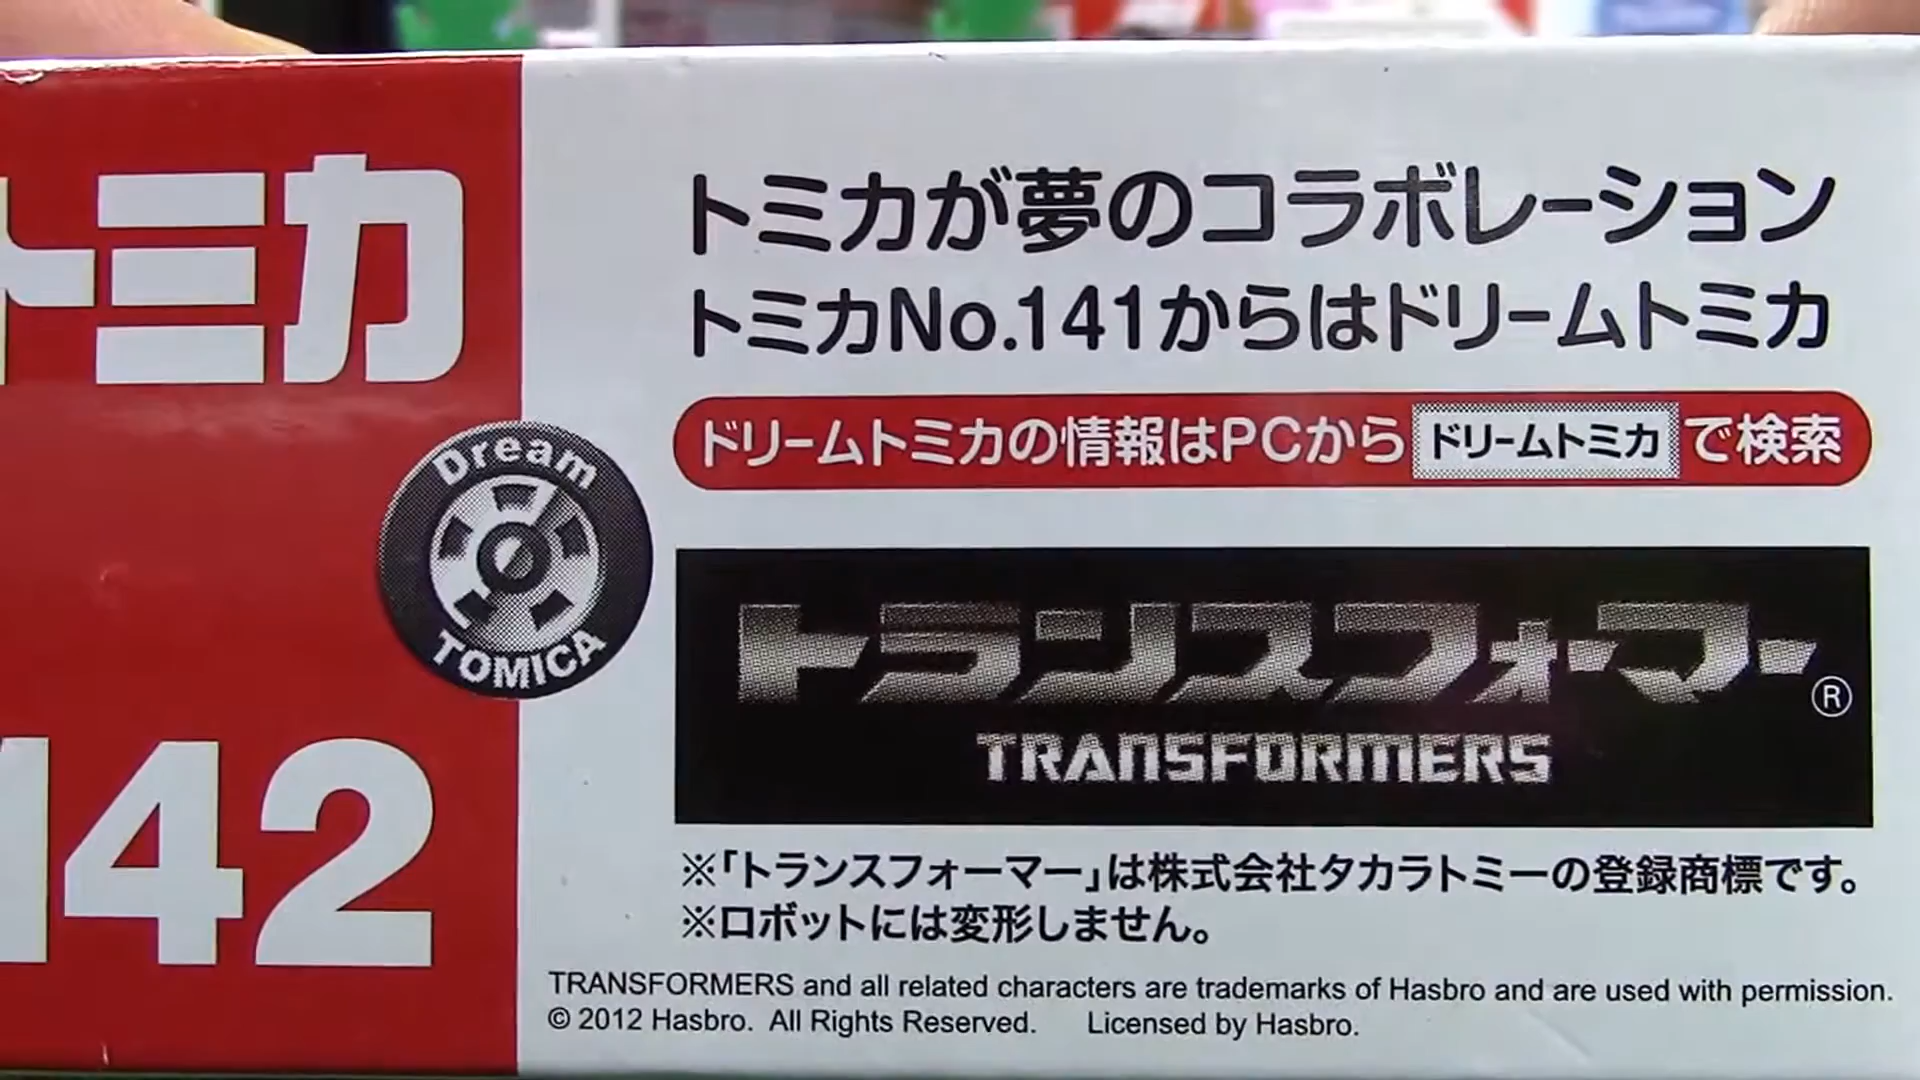 トミカ
Dream
TOMICA
142
トミカが夢のコラボレーション
トミカNo.141からはドリームトミカ
ドリームトミカの情報はPCから ドリームトミカ で検索
トランスフォーマー®
TRANSFORMERS
※「トランスフォーマー」は株式会社タカラトミーの登録商標です。
※ロボットには変形しません。
TRANSFORMERS and all related characters are trademarks of Hasbro and are used with permission.
© 2012 Hasbro. All Rights Reserved. Licensed by Hasbro.